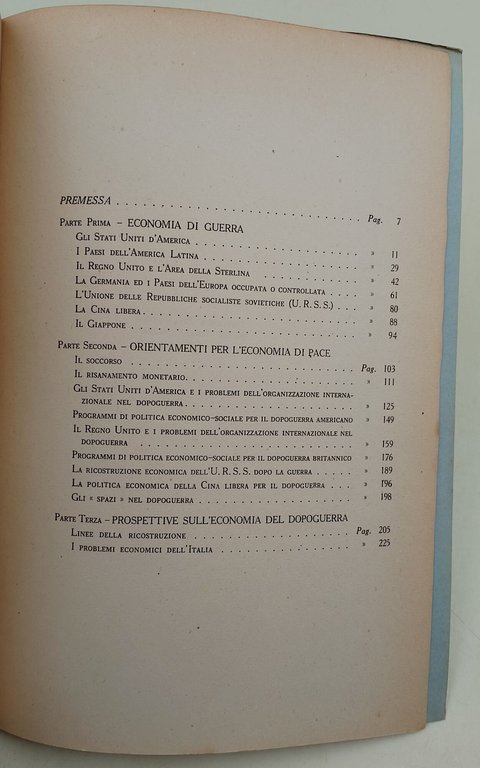 PREMESSA . . . . . . . . . . . . . . . . . . . . . . . . . . Pag. 7
PARTE PRIMA – ECONOMIA DI GUERRA
GLI STATI UNITI D'AMERICA . . . . . . . . . . . . . . . . . » 11
I PAESI DELL'AMERICA LATINA . . . . . . . . . . . . . . . . » 29
IL REGNO UNITO E L'AREA DELLA STERLINA . . . . . . . . . . » 42
LA GERMANIA ED I PAESI DELL'EUROPA OCCUPATA O CONTROLLATA . . » 61
L'UNIONE DELLE REPUBBLICHE SOCIALISTE SOVIETICHE (U. R. S. S.) . . . » 80
LA CINA LIBERA . . . . . . . . . . . . . . . . . . . . . . » 88
IL GIAPPONE . . . . . . . . . . . . . . . . . . . . . . . » 94
PARTE SECONDA – ORIENTAMENTI PER L'ECONOMIA DI PACE
IL SOCCORSO . . . . . . . . . . . . . . . . . . . . . . . Pag. 103
IL RISANAMENTO MONETARIO. . . . . . . . . . . . . . . . . . » 111
GLI STATI UNITI D'AMERICA E I PROBLEMI DELL'ORGANIZZAZIONE INTERNA-
ZIONALE NEL DOPOGUERRA . . . . . . . . . . . . . . . . . . » 125
PROGRAMMI DI POLITICA ECONOMICO-SOCIALE PER IL DOPOGUERRA AMERICANO » 149
IL REGNO UNITO E I PROBLEMI DELL'ORGANIZZAZIONE INTERNAZIONALE NEL
DOPOGUERRA . . . . . . . . . . . . . . . . . . . . . . . » 159
PROGRAMMI DI POLITICA ECONOMICO-SOCIALE PER IL DOPOGUERRA BRITANNICO » 176
LA RICOSTRUZIONE ECONOMICA DELL'U. R. S. S. DOPO LA GUERRA . . . . » 189
LA POLITICA ECONOMICA DELLA CINA LIBERA PER IL DOPOGUERRA . . . . » 196
GLI « SPAZI » NEL DOPOGUERRA . . . . . . . . . . . . . . . . » 198
PARTE TERZA – PROSPETTIVE SULL'ECONOMIA DEL DOPOGUERRA
LINEE DELLA RICOSTRUZIONE . . . . . . . . . . . . . . . . . Pag. 205
I PROBLEMI ECONOMICI DELL'ITALIA . . . . . . . . . . . . . . » 225